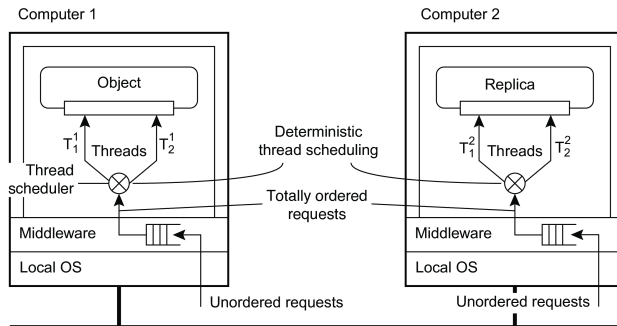 Computer 1
Computer 2
Object
Replica
T₁¹
T₂¹
Threads
T₁²
T₂²
Threads
Deterministic
thread scheduling
Thread
scheduler
Totally ordered
requests
Middleware
Middleware
Local OS
Local OS
Unordered requests
Unordered requests